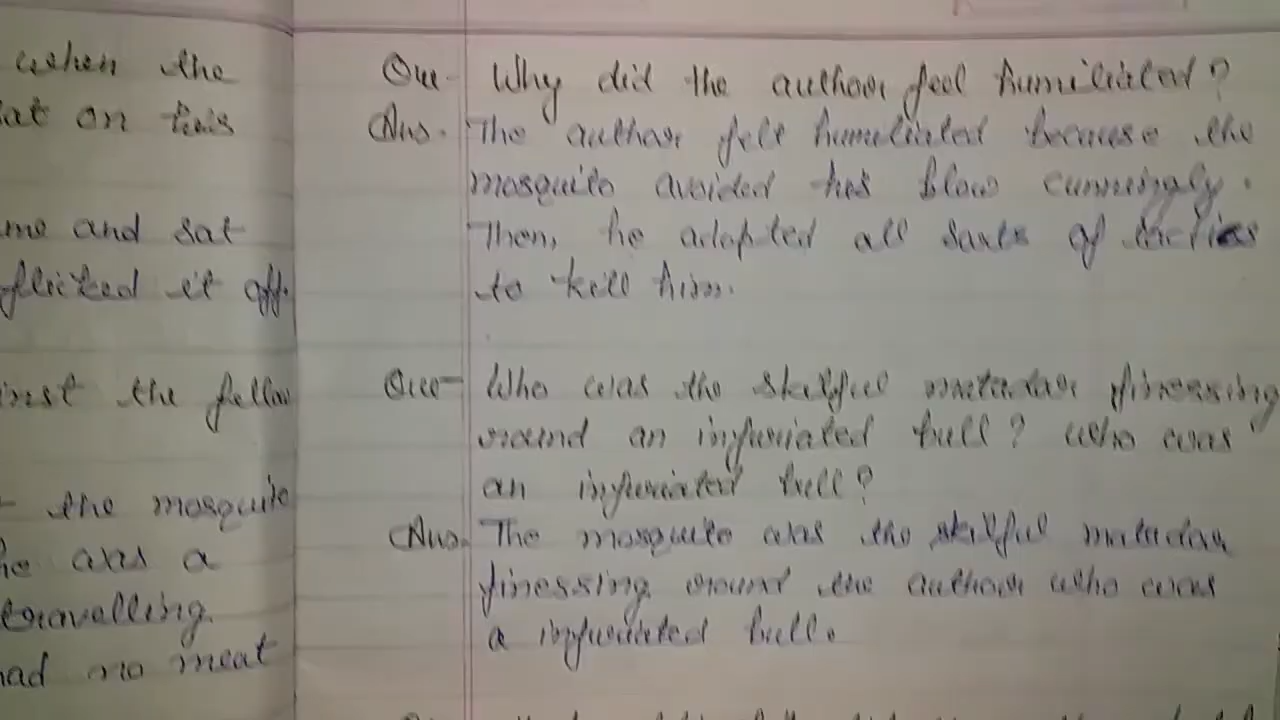 when the
at on this
me and sat
flicked it off.
inst the fellow
the mosquito
he was a
travelling.
had no meat
Que- Why did the author feel humiliated?
Ans. The author felt humiliated because the
mosquito avoided his blow cunningly.
Then, he adopted all sorts of tactics
to kill him.
Que- Who was the skilful matador finessing
round an infuriated bull? Who was
an infuriated bull?
Ans. The mosquito was the skilful matador
finessing round the author who was
a infuriated bull.